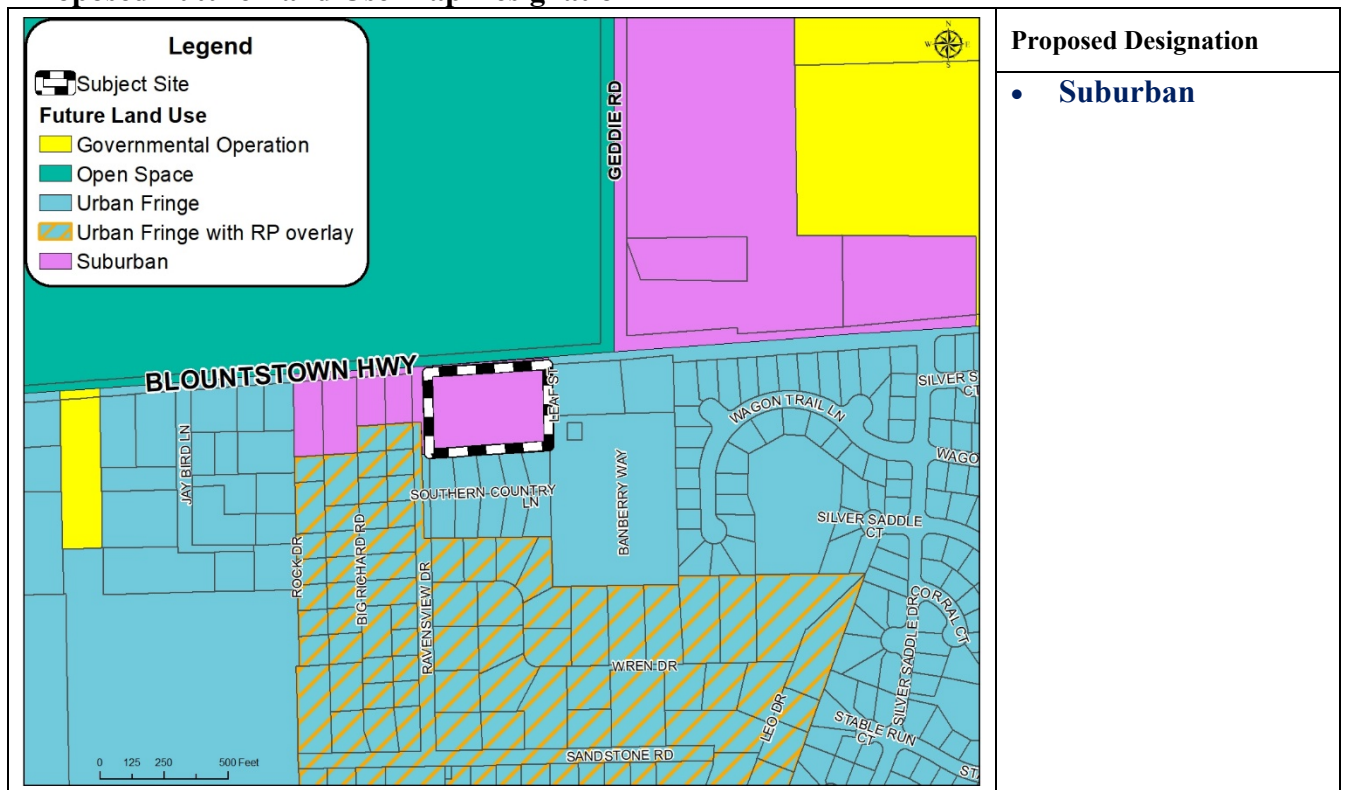 Legend
Subject Site
Future Land Use
Governmental Operation
Open Space
Urban Fringe
Urban Fringe with RP overlay
Suburban
N
W
E
S
GEDDIE RD
BLOUNTSTOWN HWY
LEAF ST
JAY BIRD LN
ROCK DR
BIG RICHARD RD
RAVENSVIEW DR
SOUTHERN COUNTRY
LN
BANBERRY WAY
WAGON TRAIL LN
SILVER S
CT
WAGO
SILVER SADDLE
CT
CORRAL CT
SILVER SADDLE DR
WREN DR
LEO DR
STABLE RUN
CT
SANDSTONE RD
STA
0 125 250 500 Feet
Proposed Designation
• Suburban